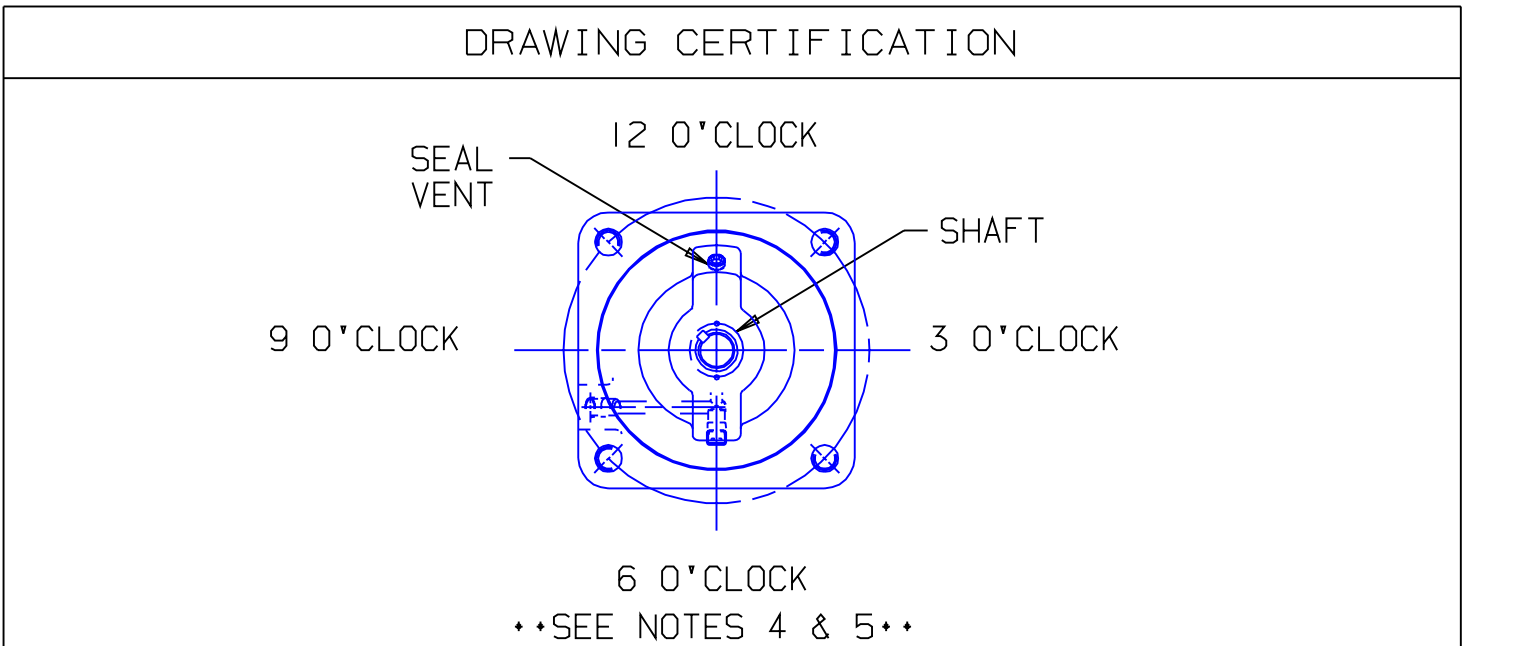 DRAWING CERTIFICATION
12 O'CLOCK
SEAL
VENT
SHAFT
9 O'CLOCK
3 O'CLOCK
6 O'CLOCK
**SEE NOTES 4 & 5**